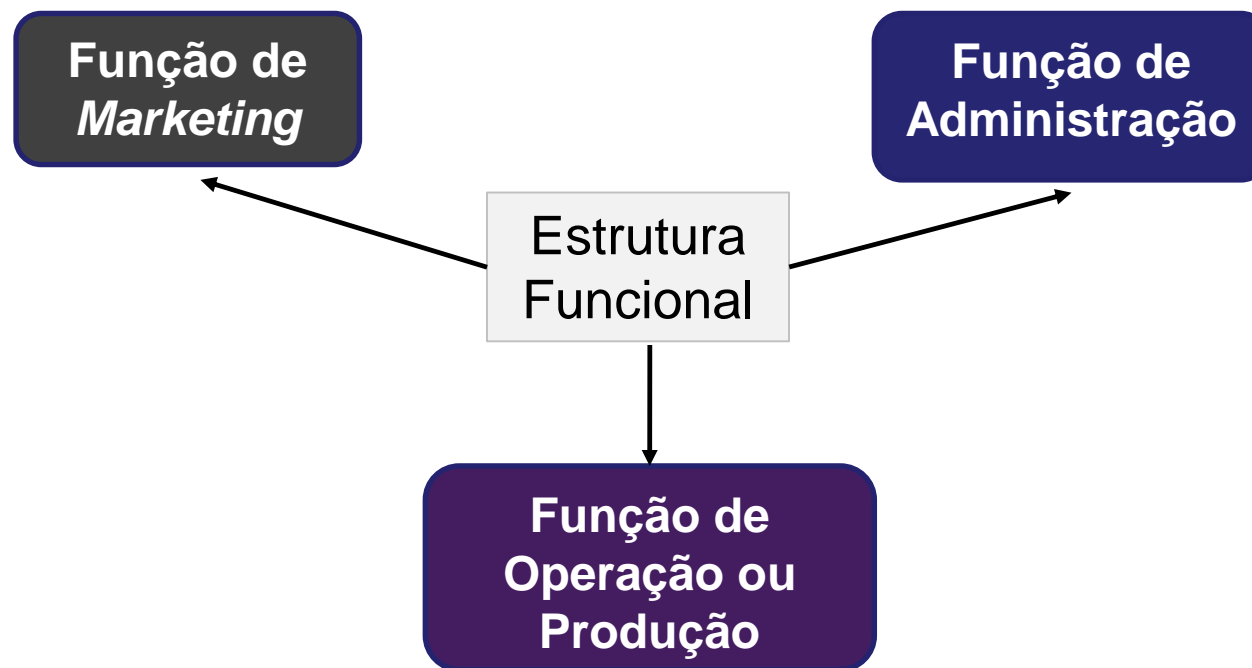 Função de
Marketing
Função de
Administração
Estrutura
Funcional
Função de
Operação ou
Produção